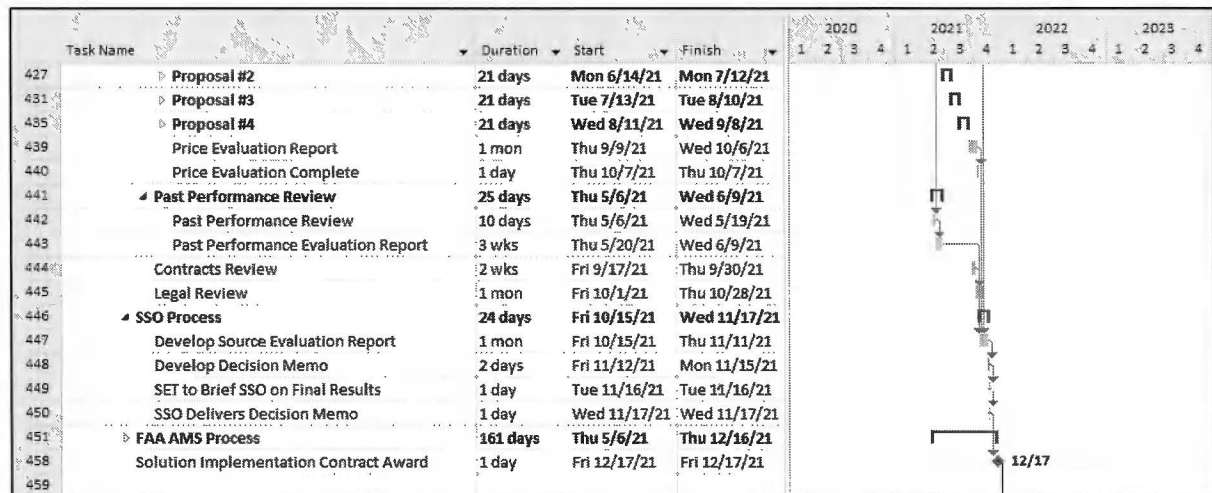 2020 2021 2022 2023
Task Name Duration Start Finish 1 2 3 4 1 2 3 4 1 2 3 4 1 2 3 4
427 Proposal #2 21 days Mon 6/14/21 Mon 7/12/21
431 Proposal #3 21 days Tue 7/13/21 Tue 8/10/21
435 Proposal #4 21 days Wed 8/11/21 Wed 9/8/21
439 Price Evaluation Report 1 mon Thu 9/9/21 Wed 10/6/21
440 Price Evaluation Complete 1 day Thu 10/7/21 Thu 10/7/21
441 Past Performance Review 25 days Thu 5/6/21 Wed 6/9/21
442 Past Performance Review 10 days Thu 5/6/21 Wed 5/19/21
443 Past Performance Evaluation Report 3 wks Thu 5/20/21 Wed 6/9/21
444 Contracts Review 2 wks Fri 9/17/21 Thu 9/30/21
445 Legal Review 1 mon Fri 10/1/21 Thu 10/28/21
446 SSO Process 24 days Fri 10/15/21 Wed 11/17/21
447 Develop Source Evaluation Report 1 mon Fri 10/15/21 Thu 11/11/21
448 Develop Decision Memo 2 days Fri 11/12/21 Mon 11/15/21
449 SET to Brief SSO on Final Results 1 day Tue 11/16/21 Tue 11/16/21
450 SSO Delivers Decision Memo 1 day Wed 11/17/21 Wed 11/17/21
451 FAA AMS Process 161 days Thu 5/6/21 Thu 12/16/21
458 Solution Implementation Contract Award 1 day Fri 12/17/21 Fri 12/17/21 12/17
459